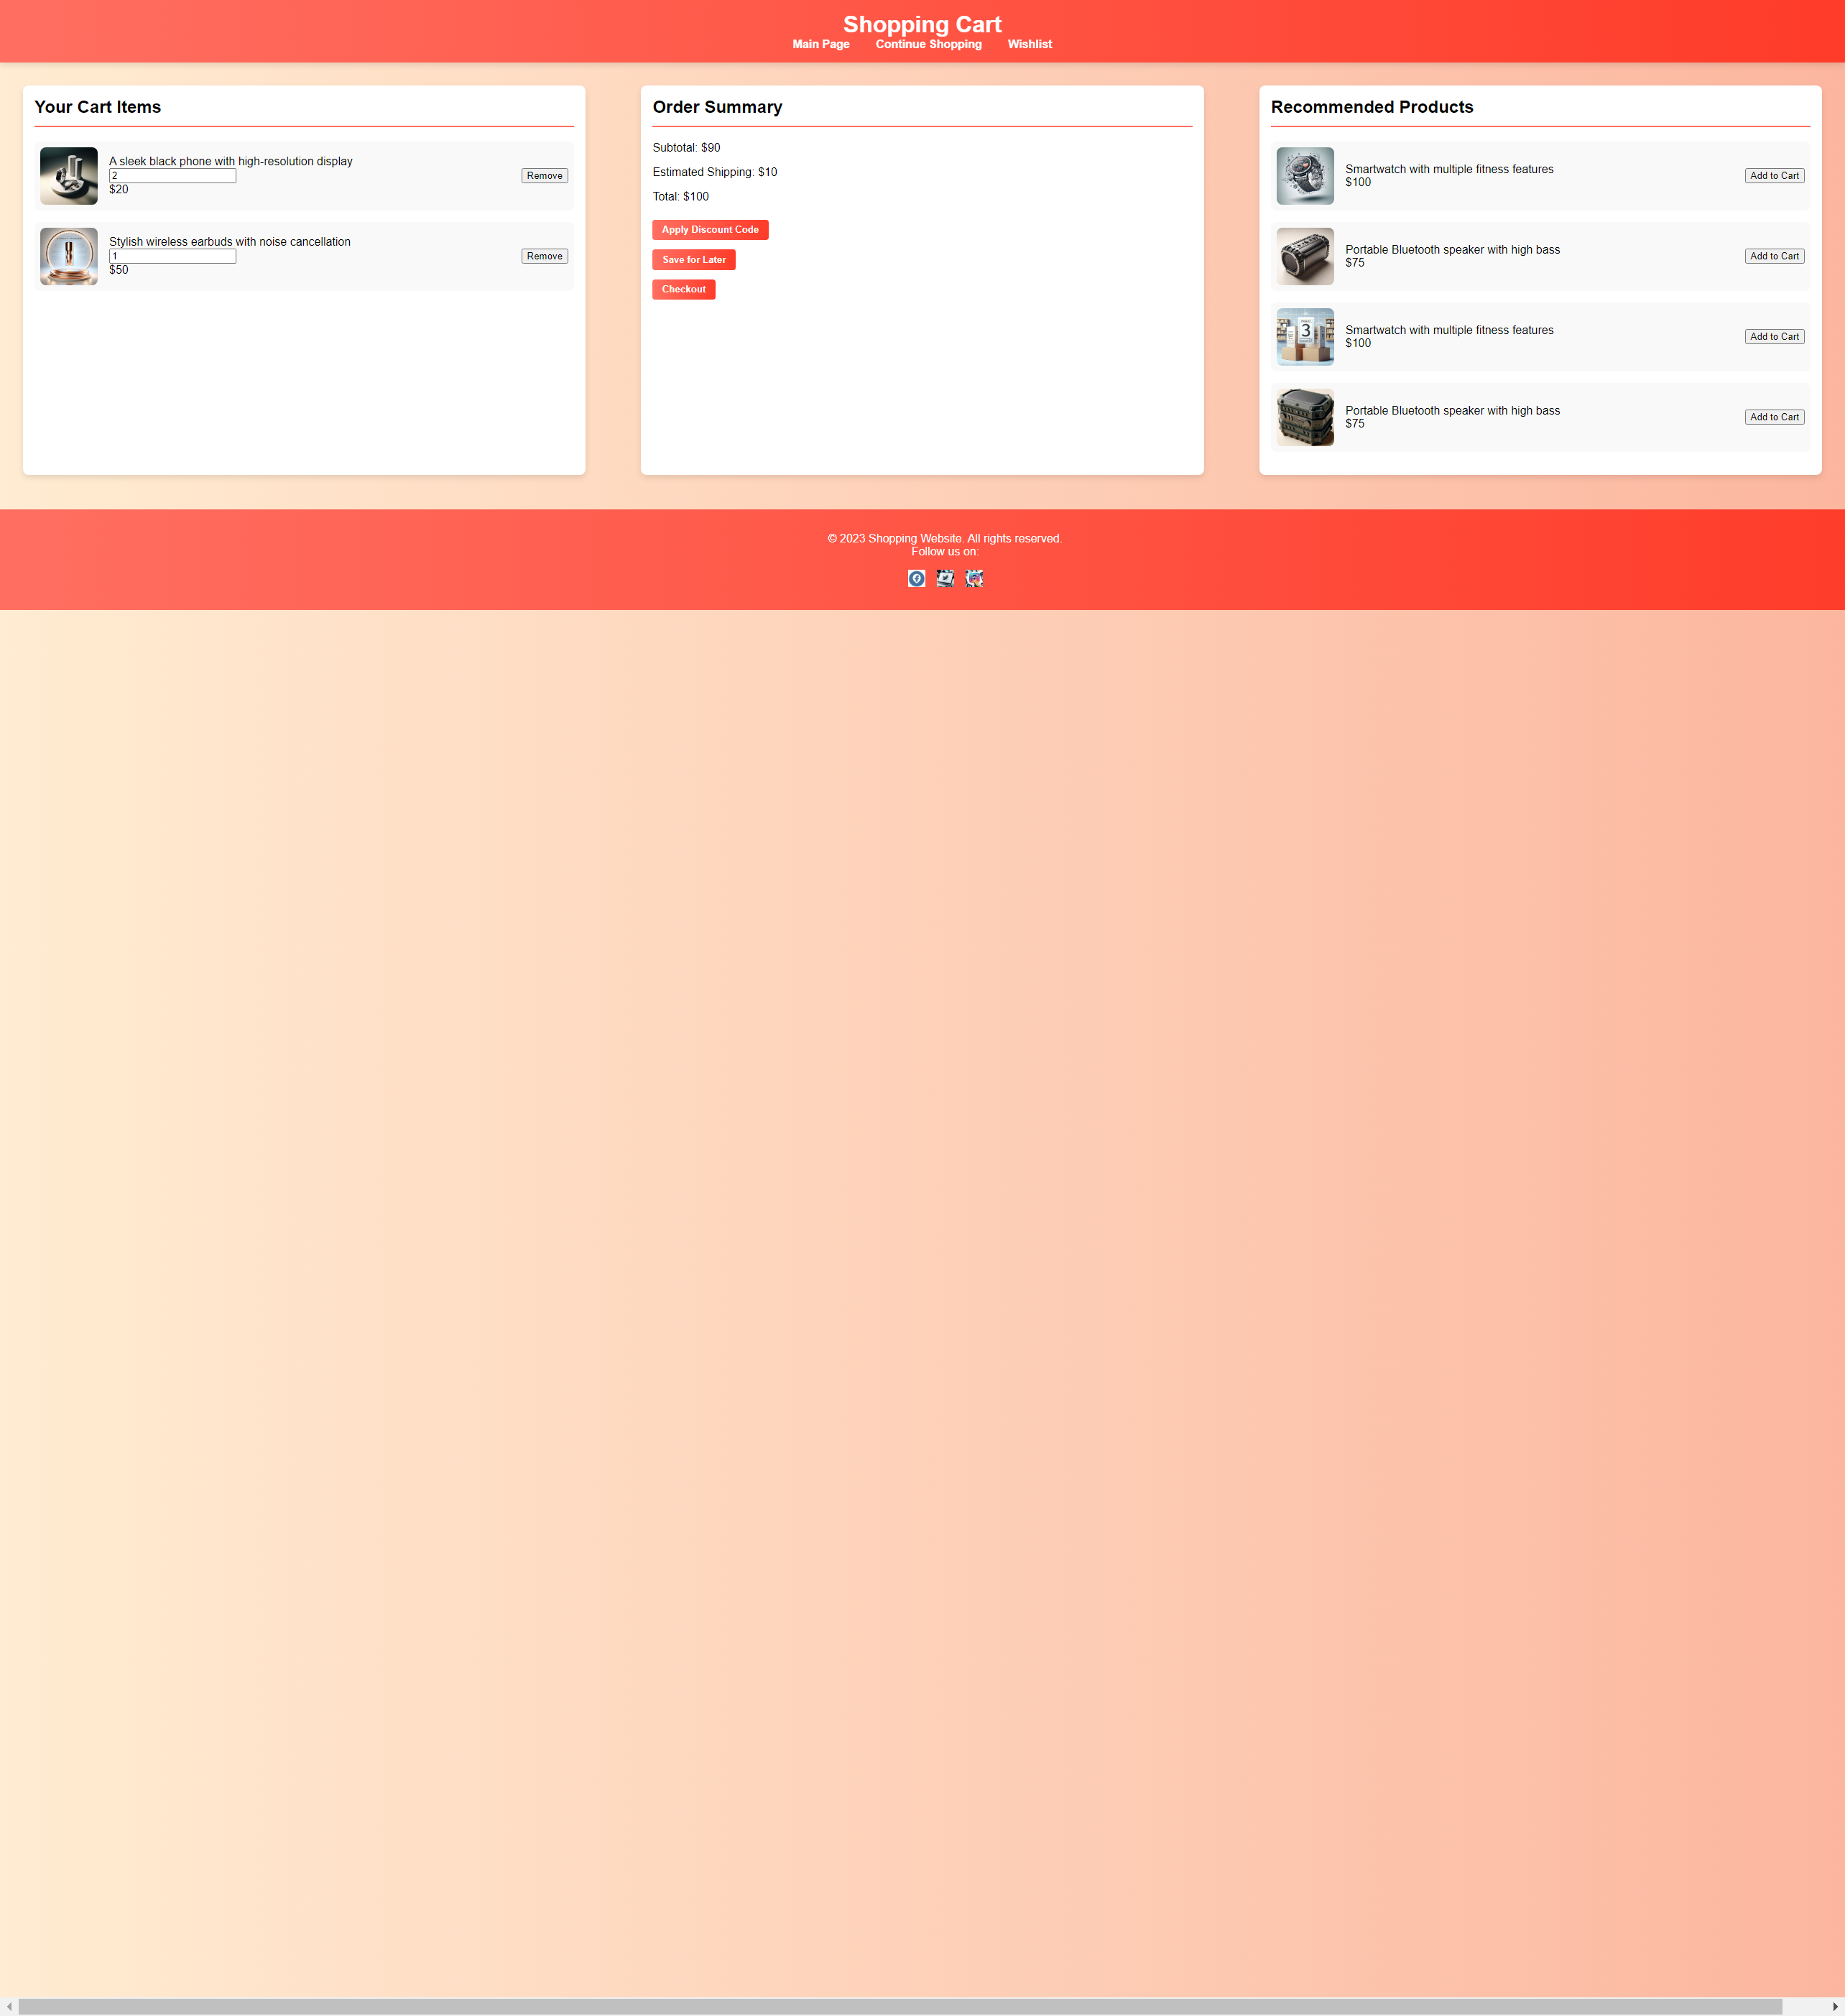 Shopping Cart
Main Page Continue Shopping Wishlist
Your Cart Items
A sleek black phone with high-resolution display
2
$20
Remove
Stylish wireless earbuds with noise cancellation
1
$50
Remove
Order Summary
Subtotal: $90
Estimated Shipping: $10
Total: $100
Apply Discount Code
Save for Later
Checkout
Recommended Products
Smartwatch with multiple fitness features
$100
Add to Cart
Portable Bluetooth speaker with high bass
$75
Add to Cart
3
Smartwatch with multiple fitness features
$100
Add to Cart
Portable Bluetooth speaker with high bass
$75
Add to Cart
© 2023 Shopping Website. All rights reserved.
Follow us on: